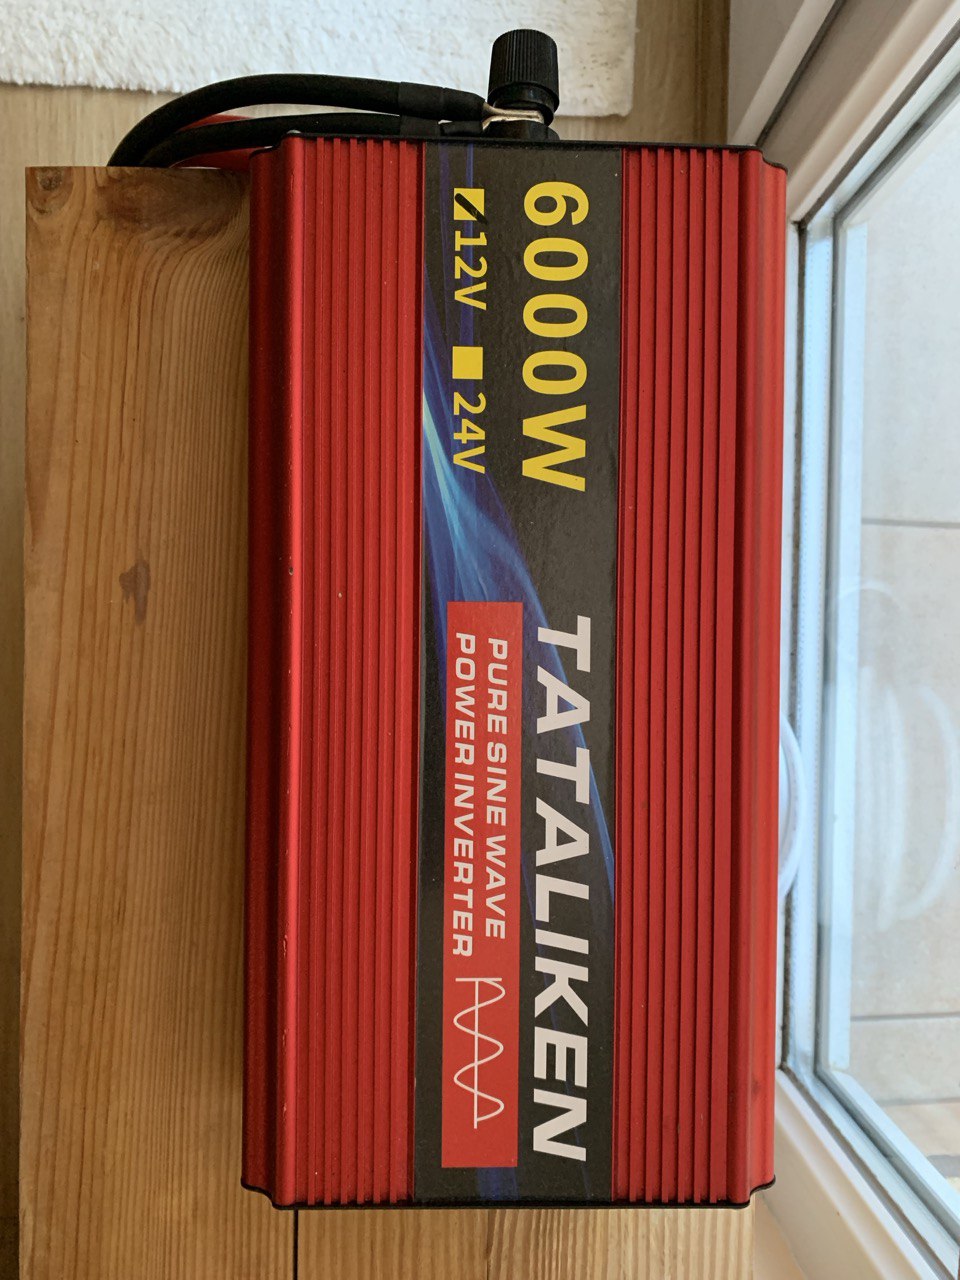 6000W
12V 24V
TATALIKEN
PURE SINE WAVE
POWER INVERTER